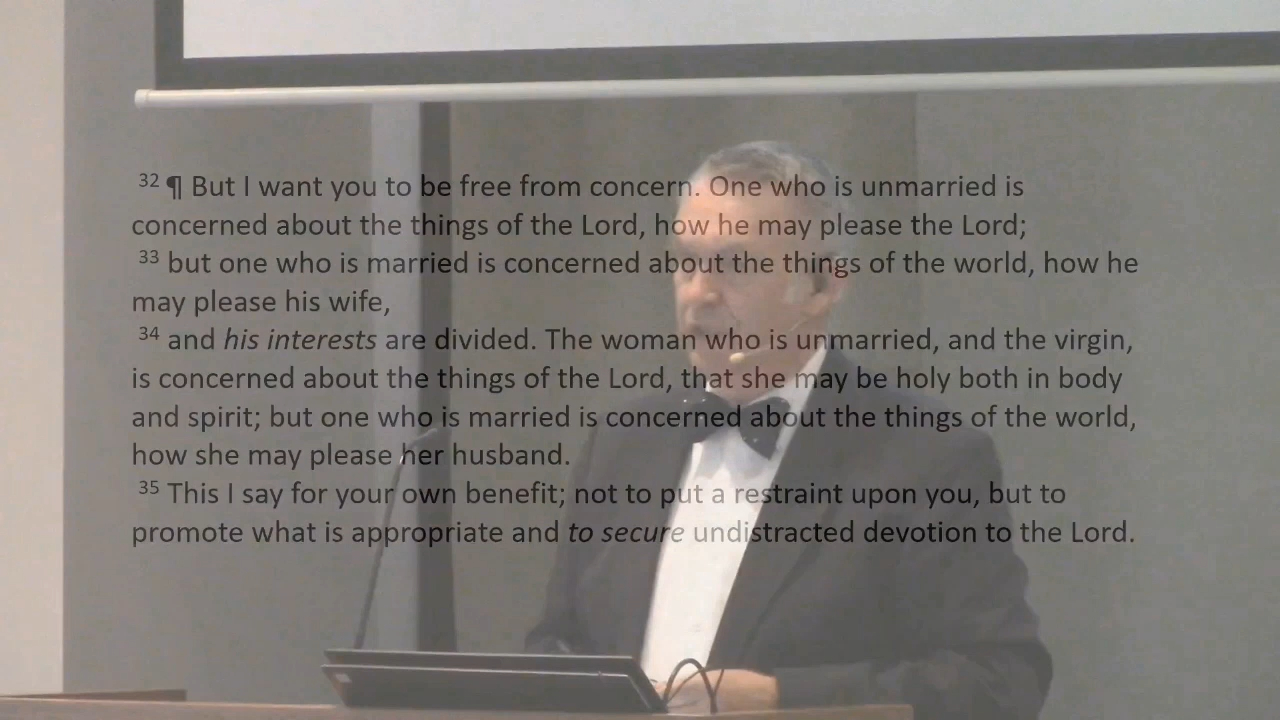 32 ¶ But I want you to be free from concern. One who is unmarried is
concerned about the things of the Lord, how he may please the Lord;
33 but one who is married is concerned about the things of the world, how he
may please his wife,
34 and his interests are divided. The woman who is unmarried, and the virgin,
is concerned about the things of the Lord, that she may be holy both in body
and spirit; but one who is married is concerned about the things of the world,
how she may please her husband.
35 This I say for your own benefit; not to put a restraint upon you, but to
promote what is appropriate and to secure undistracted devotion to the Lord.